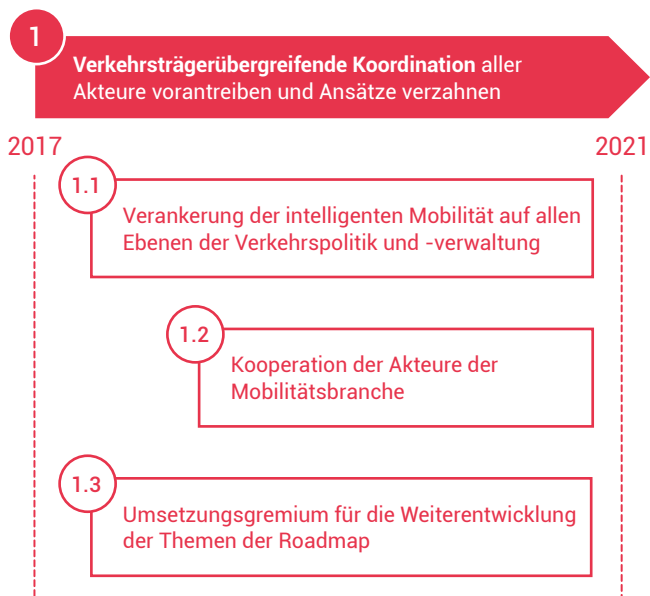 1
Verkehrsträgerübergreifende Koordination aller
Akteure vorantreiben und Ansätze verzahnen
2017
2021
1.1
Verankerung der intelligenten Mobilität auf allen
Ebenen der Verkehrspolitik und -verwaltung
1.2
Kooperation der Akteure der
Mobilitätsbranche
1.3
Umsetzungsgremium für die Weiterentwicklung
der Themen der Roadmap